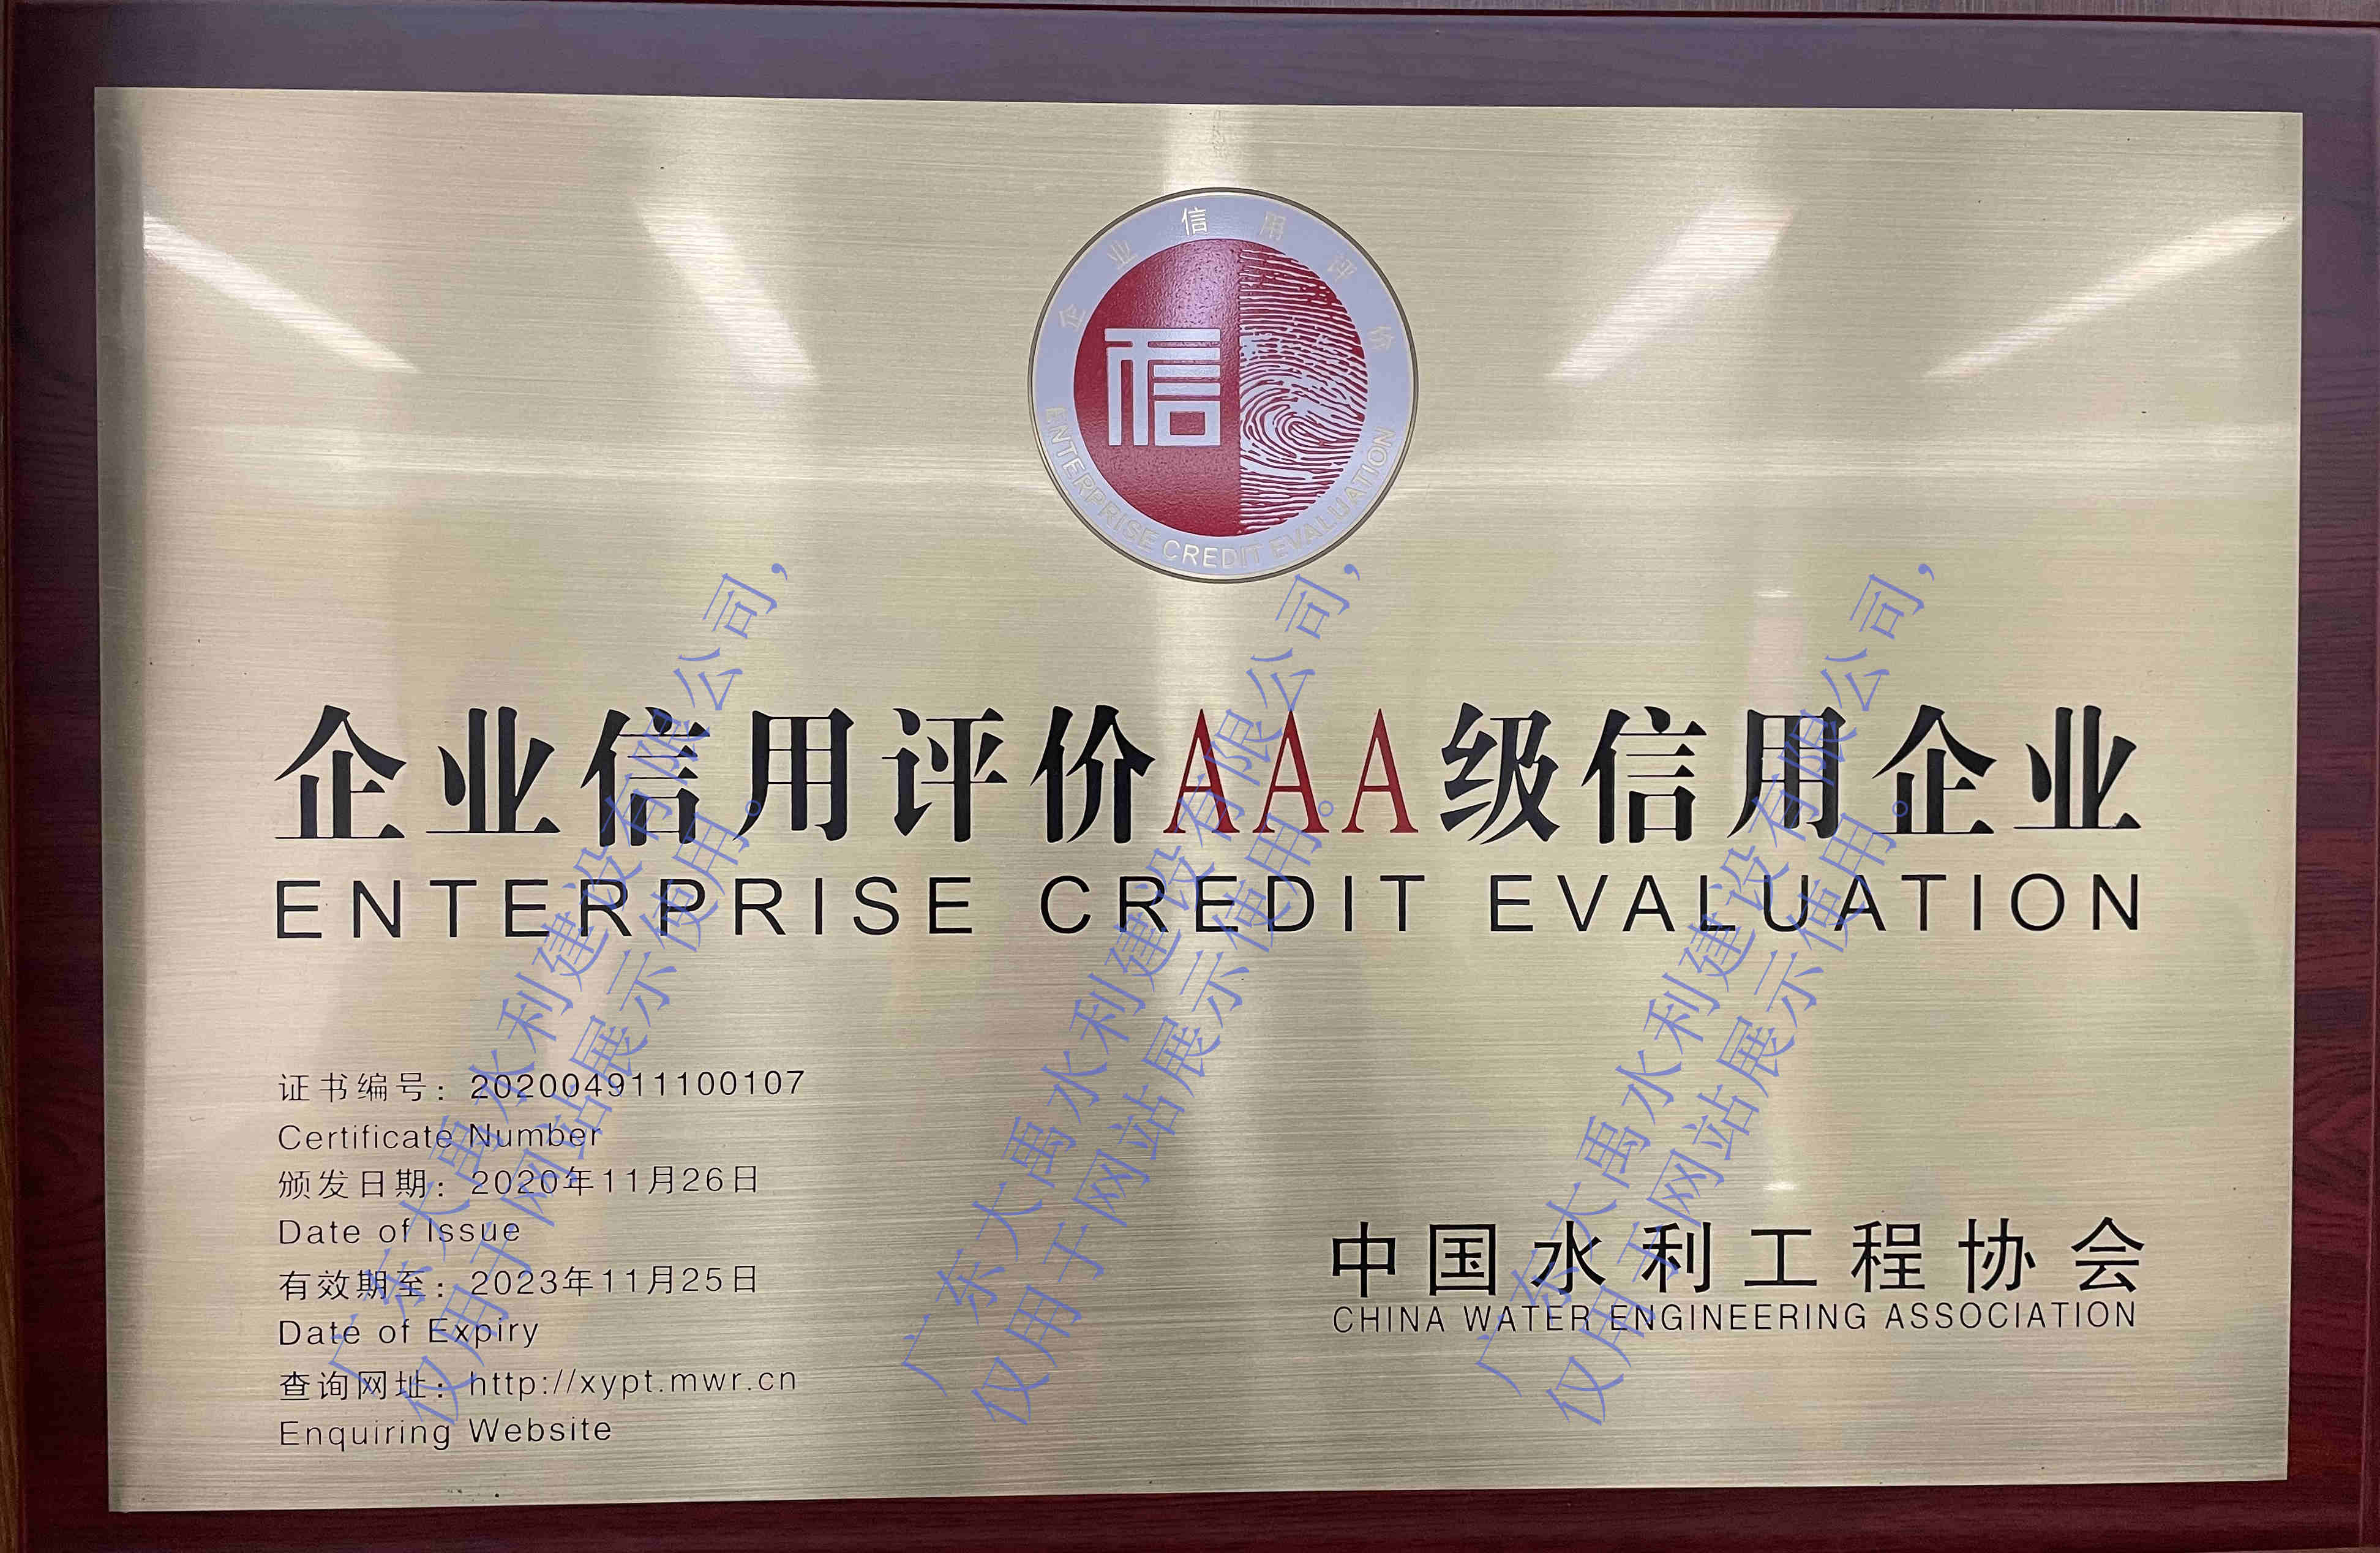 企业信用评价
信
ENTERPRISE CREDIT EVALUATION
企业信用评价AAA级信用企业
ENTERPRISE CREDIT EVALUATION
证书编号：202004911100107
Certificate Number
颁发日期：2020年11月26日
Date of Issue
有效期至：2023年11月25日
Date of Expiry
查询网址：http://xypt.mwr.cn
Enquiring Website
中国水利工程协会
CHINA WATER ENGINEERING ASSOCIATION
广东大禹水利建设有限公司，
仅用于网站展示使用。
广东大禹水利建设有限公司，
仅用于网站展示使用。
广东大禹水利建设有限公司，
仅用于网站展示使用。